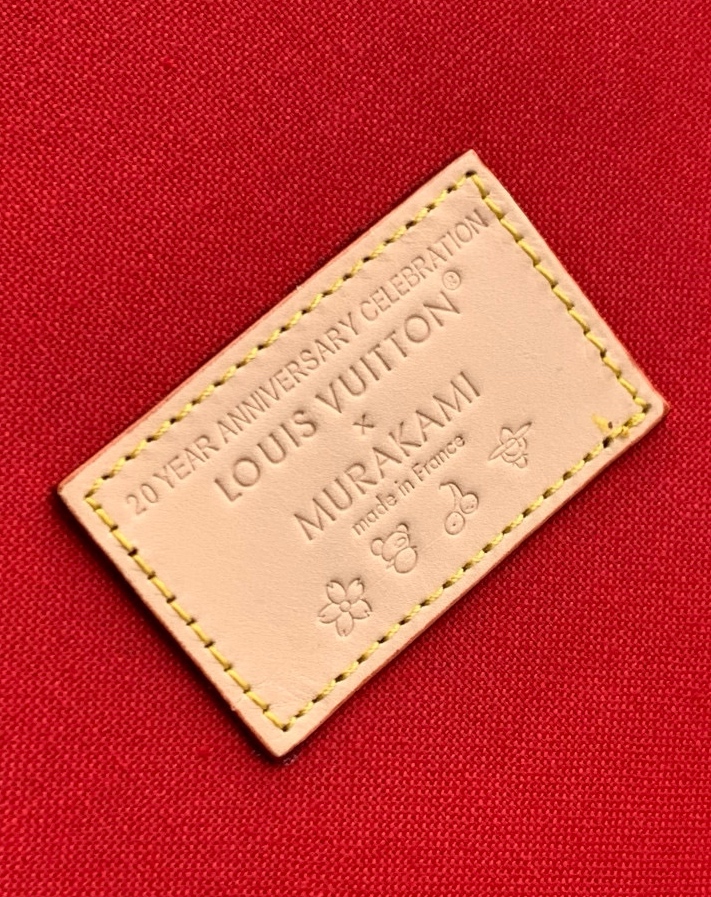 20 YEAR ANNIVERSARY CELEBRATION
LOUIS VUITTON®
×
MURAKAMI
made in France